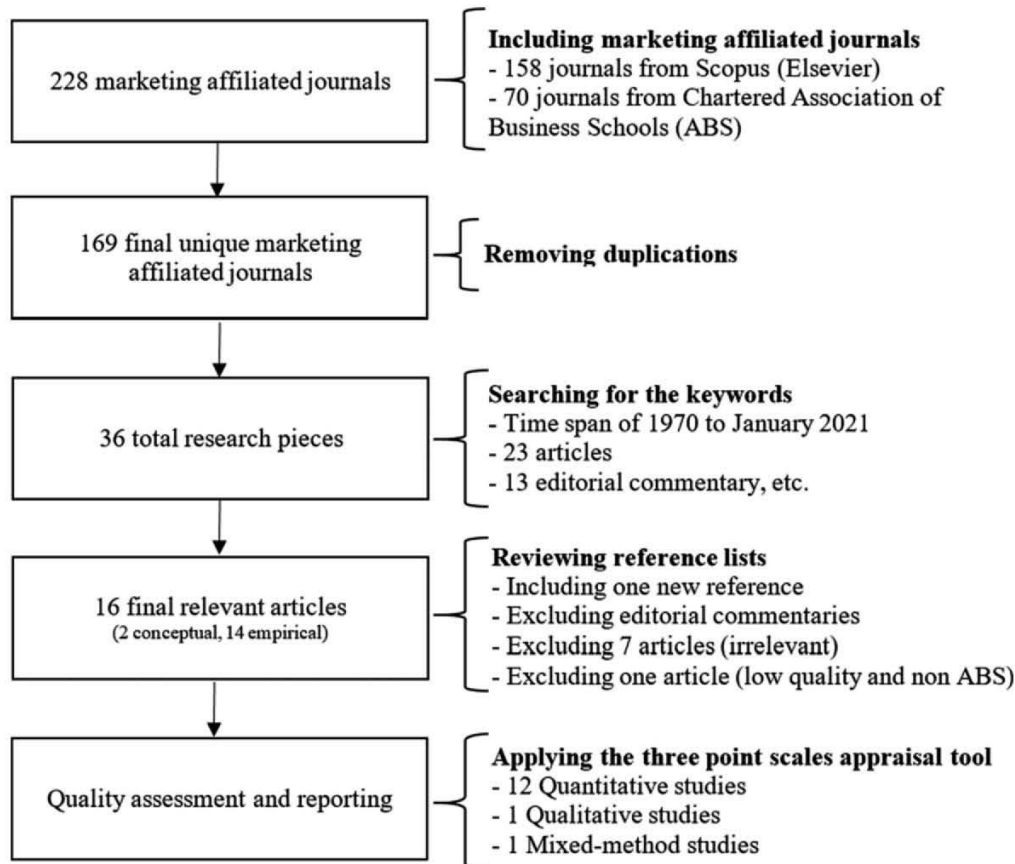 228 marketing affiliated journals
Including marketing affiliated journals
- 158 journals from Scopus (Elsevier)
- 70 journals from Chartered Association of
Business Schools (ABS)
169 final unique marketing
affiliated journals
Removing duplications
36 total research pieces
Searching for the keywords
- Time span of 1970 to January 2021
- 23 articles
- 13 editorial commentary, etc.
16 final relevant articles
(2 conceptual, 14 empirical)
Reviewing reference lists
- Including one new reference
- Excluding editorial commentaries
- Excluding 7 articles (irrelevant)
- Excluding one article (low quality and non ABS)
Quality assessment and reporting
Applying the three point scales appraisal tool
- 12 Quantitative studies
- 1 Qualitative studies
- 1 Mixed-method studies